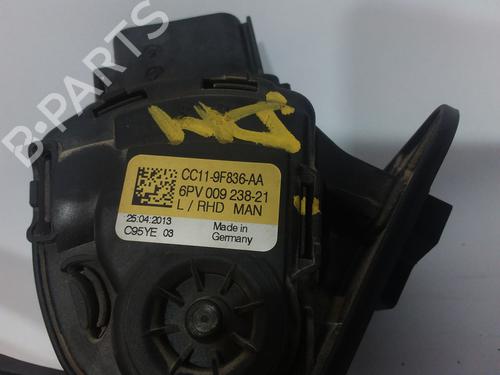 B-PARTS
CC11-9F836-AA
6PV 009 238-21
L / RHD MAN
25.04.2013
Made in
Germany
C95YE 03